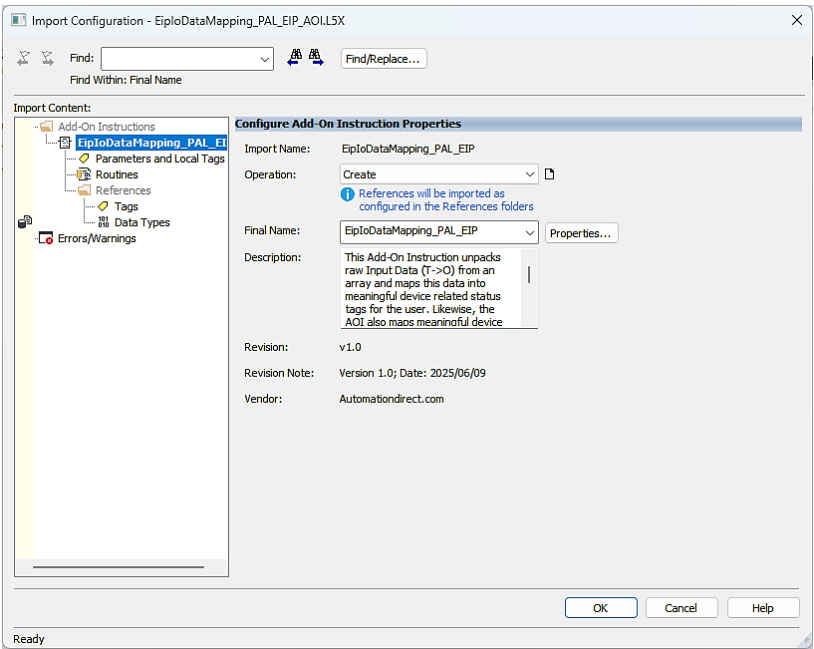 Import Configuration - EipIoDataMapping_PAL_EIP_AOI.L5X
Find:
Find/Replace...
Find Within: Final Name
Import Content:
Add-On Instructions
EipIoDataMapping_PAL_EI
Parameters and Local Tags
Routines
References
Tags
Data Types
Errors/Warnings
Configure Add-On Instruction Properties
Import Name: EipIoDataMapping_PAL_EIP
Operation: Create
References will be imported as
configured in the References folders
Final Name: EipIoDataMapping_PAL_EIP Properties...
Description: This Add-On Instruction unpacks
raw Input Data (T->O) from an
array and maps this data into
meaningful device related status
tags for the user. Likewise, the
AOI also maps meaningful device
Revision: v1.0
Revision Note: Version 1.0; Date: 2025/06/09
Vendor: Automationdirect.com
OK Cancel Help
Ready